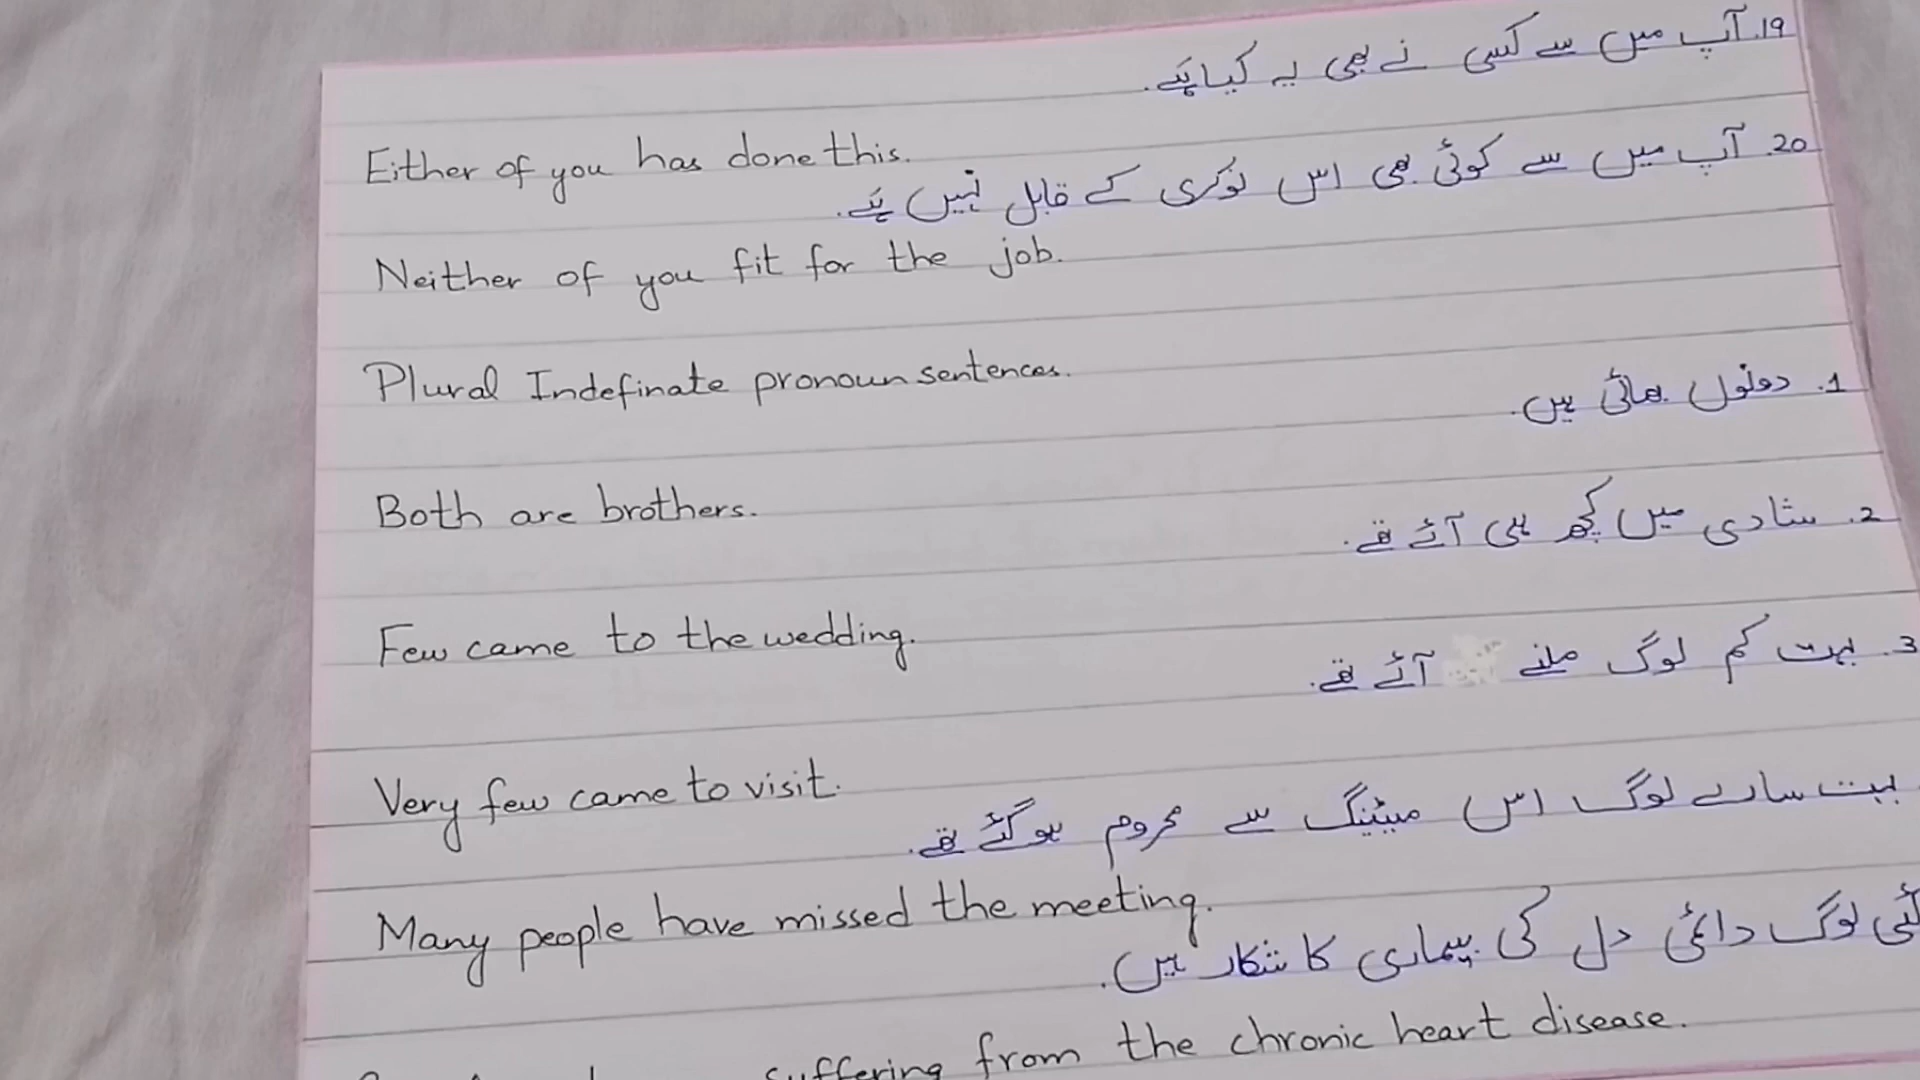 19. آپ میں سے کسی نے بھی یہ کیا ہے.
Either of you has done this.
20. آپ میں سے کوئی بھی اس نوکری کے قابل نہیں ہے.
Neither of you fit for the job.
Plural Indefinate pronoun sentences.
1. دونوں بھائی ہیں.
Both are brothers.
2. شادی میں کچھ ہی آئے تھے.
Few came to the wedding.
3. بہت کم لوگ ملنے آئے تھے.
Very few came to visit.
بہت سارے لوگ اس میٹینگ سے محروم ہوگئے تھے.
Many people have missed the meeting.
کئی لوگ دائمی دل کی بیماری کا شکار ہیں.
suffering from the chronic heart disease.